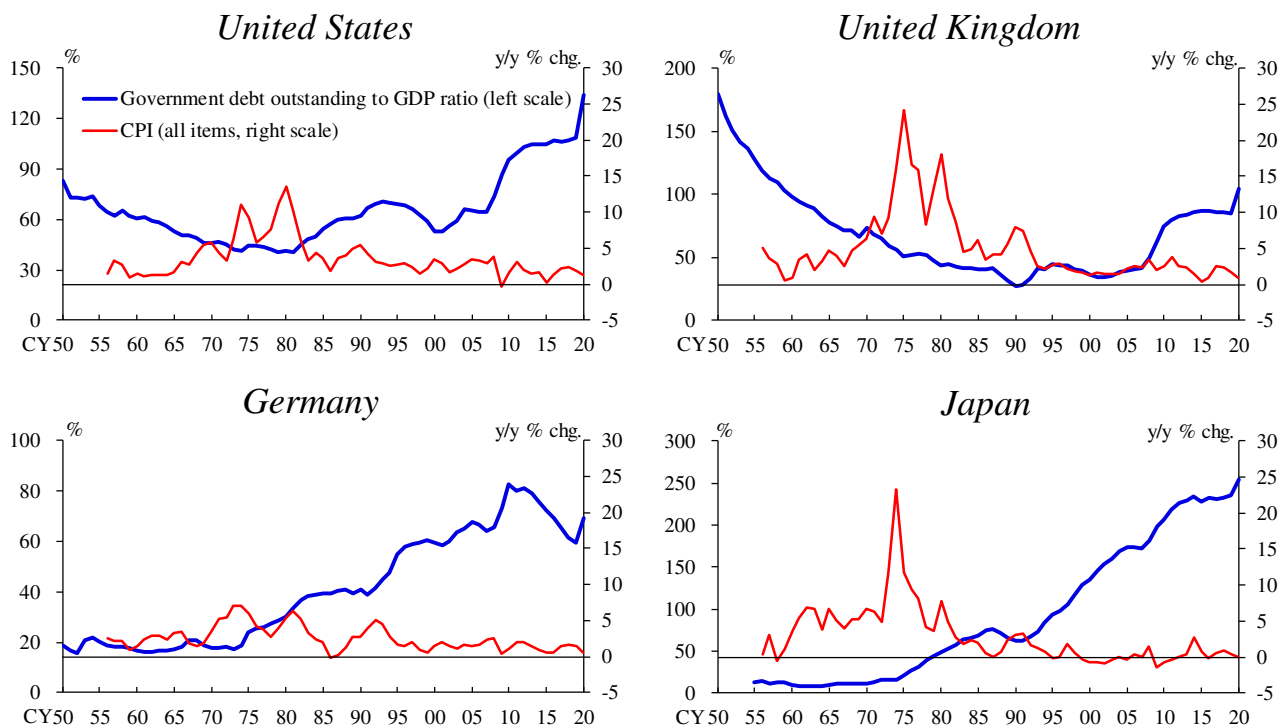 United States
% y/y % chg.
150 30
Government debt outstanding to GDP ratio (left scale)
25
120 CPI (all items, right scale)
20
90 15
60 10
5
30 0
0 -5
CY50 55 60 65 70 75 80 85 90 95 00 05 10 15 20
United Kingdom
% y/y % chg.
200 30
25
150 20
15
100 10
50 5
0
0 -5
CY50 55 60 65 70 75 80 85 90 95 00 05 10 15 20
Germany
% y/y % chg.
100 30
25
80 20
60 15
40 10
5
20 0
0 -5
CY50 55 60 65 70 75 80 85 90 95 00 05 10 15 20
Japan
% y/y % chg.
300 30
250 25
200 20
150 15
100 10
5
50 0
0 -5
CY50 55 60 65 70 75 80 85 90 95 00 05 10 15 20